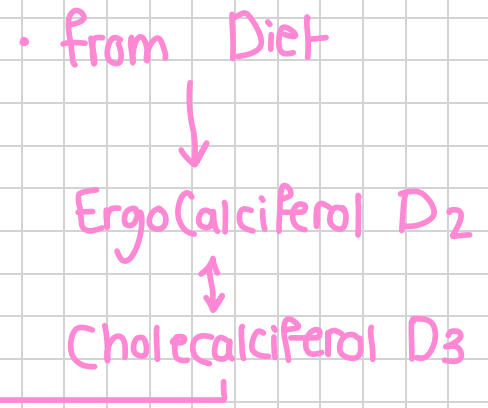 • from Diet
ErgoCalciferol D2
Cholecalciferol D3